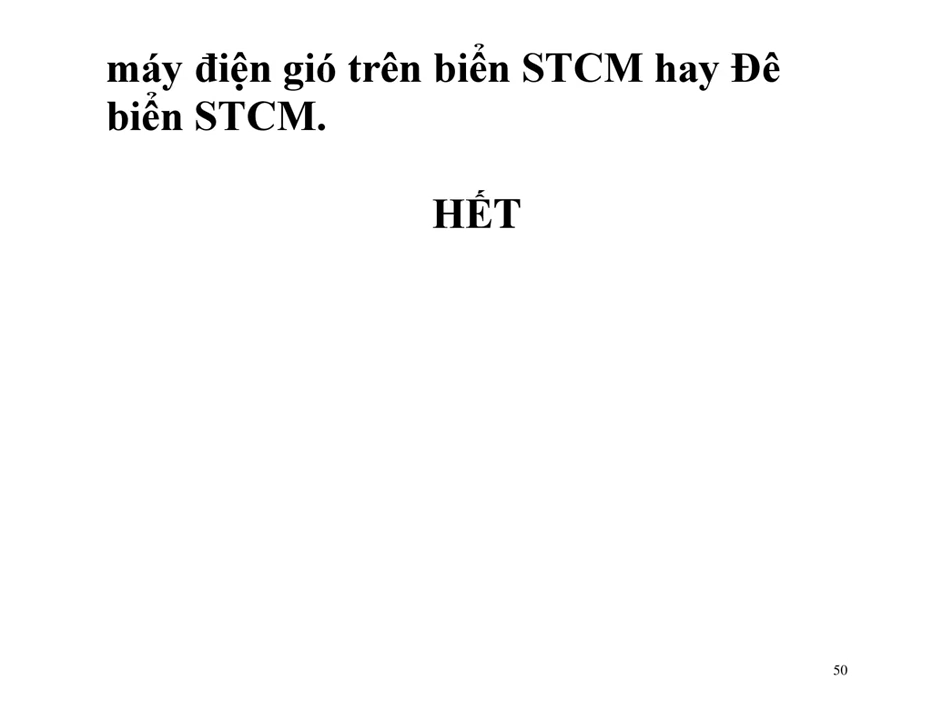 máy điện gió trên biển STCM hay Đê
biển STCM.
HẾT
50